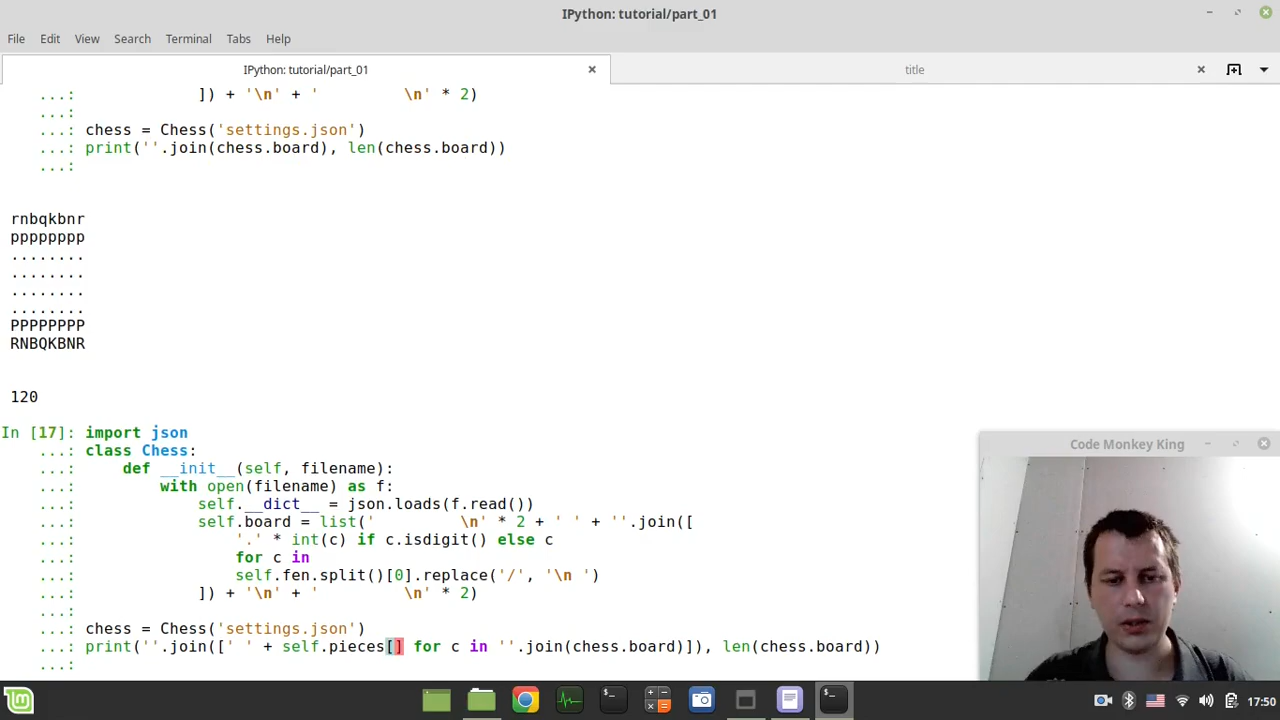 IPython: tutorial/part_01
File Edit View Search Terminal Tabs Help
IPython: tutorial/part_01
title
...:             ]) + '\n' + '         \n' * 2)
...:
...: chess = Chess('settings.json')
...: print(''.join(chess.board), len(chess.board))
...:
rnbqkbnr
pppppppp
........
........
........
........
PPPPPPPP
RNBQKBNR
120
In [17]: import json
...: class Chess:
...:     def __init__(self, filename):
...:         with open(filename) as f:
...:             self.__dict__ = json.loads(f.read())
...:             self.board = list('         \n' * 2 + ' ' + ''.join([
...:                 '.' * int(c) if c.isdigit() else c
...:                 for c in
...:                 self.fen.split()[0].replace('/', '\n ')
...:             ]) + '\n' + '         \n' * 2)
...:
...: chess = Chess('settings.json')
...: print(''.join([' ' + self.pieces[] for c in ''.join(chess.board)]), len(chess.board))
...:
Code Monkey King
17:50